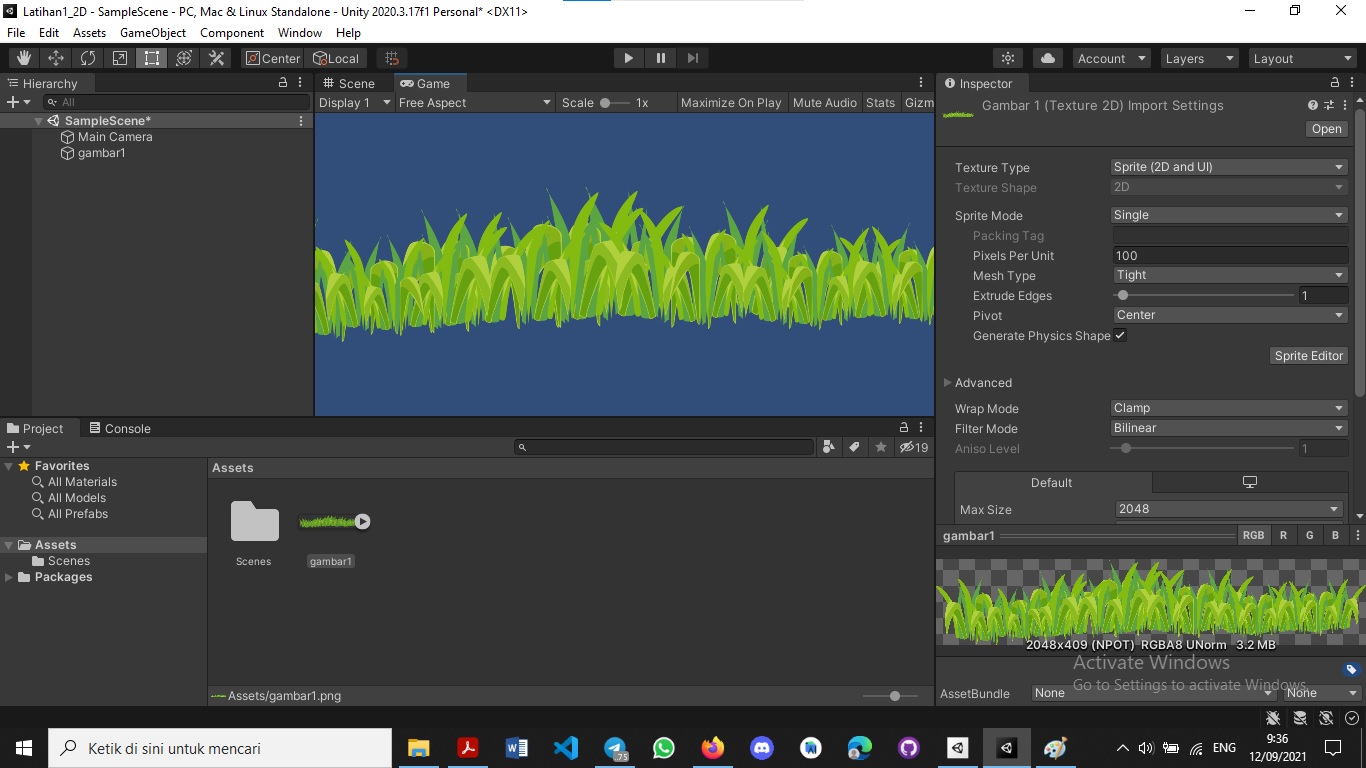 Latihan1_2D - SampleScene - PC, Mac & Linux Standalone - Unity 2020.3.17f1 Personal* <DX11>
File Edit Assets GameObject Component Window Help
Center Local Account Layers Layout
Hierarchy
All
SampleScene*
Main Camera
gambar1
Scene Game
Display 1 Free Aspect Scale 1x Maximize On Play Mute Audio Stats Gizm
Inspector
Gambar 1 (Texture 2D) Import Settings
Open
Texture Type Sprite (2D and UI)
Texture Shape 2D
Sprite Mode Single
Packing Tag
Pixels Per Unit 100
Mesh Type Tight
Extrude Edges 1
Pivot Center
Generate Physics Shape
Sprite Editor
Advanced
Wrap Mode Clamp
Filter Mode Bilinear
Aniso Level 1
Default
Max Size 2048
gambar1 RGB R G B
2048x409 (NPOT) RGBA8 UNorm 3.2 MB
Activate Windows
Go to Settings to activate Windows.
AssetBundle None None
Project Console
19
Favorites
All Materials
All Models
All Prefabs
Assets
Scenes
Packages
Assets
Scenes gambar1
Assets/gambar1.png
Ketik di sini untuk mencari
.75
ENG
9:36
12/09/2021